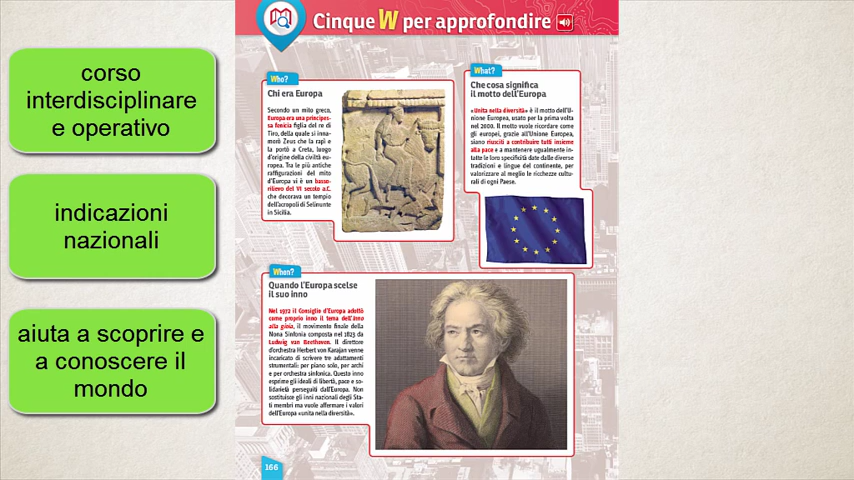 corso
interdisciplinare
e operativo
indicazioni
nazionali
aiuta a scoprire e
a conoscere il
mondo
Cinque W per approfondire
Who?
Chi era Europa
Secondo un mito greco,
Europa era una principes-
sa fenicia figlia del re di
Tiro, della quale si inna-
morò Zeus che la rapì e
la portò a Creta, luogo
d'origine della civiltà eu-
ropea. Tra le più antiche
raffigurazioni del mito
d'Europa vi è un basso-
rilievo del VI secolo a.C.
che decorava un tempio
dell'acropoli di Selinunte
in Sicilia.
What?
Che cosa significa
il motto dell'Europa
«Unita nella diversità» è il motto dell'U-
nione Europea, usato per la prima volta
nel 2000. Il motto vuole ricordare come
gli europei, grazie all'Unione Europea,
siano riusciti a contribuire tutti insieme
alla pace e a mantenere ugualmente in-
tatte le loro specificità date dalle diverse
tradizioni e lingue del continente, per
valorizzare al meglio le ricchezze cultu-
rali di ogni Paese.
When?
Quando l'Europa scelse
il suo inno
Nel 1972 il Consiglio d'Europa adottò
come proprio inno il tema dell'Inno
alla gioia, il movimento finale della
Nona Sinfonia composta nel 1823 da
Ludwig van Beethoven. Il direttore
d'orchestra Herbert von Karajan venne
incaricato di scrivere tre adattamenti
strumentali: per piano solo, per archi
e per orchestra sinfonica. Questo inno
esprime gli ideali di libertà, pace e so-
lidarietà perseguiti dall'Europa. Non
sostituisce gli inni nazionali degli Sta-
ti membri ma vuole affermare i valori
dell'Europa «unita nella diversità».
166